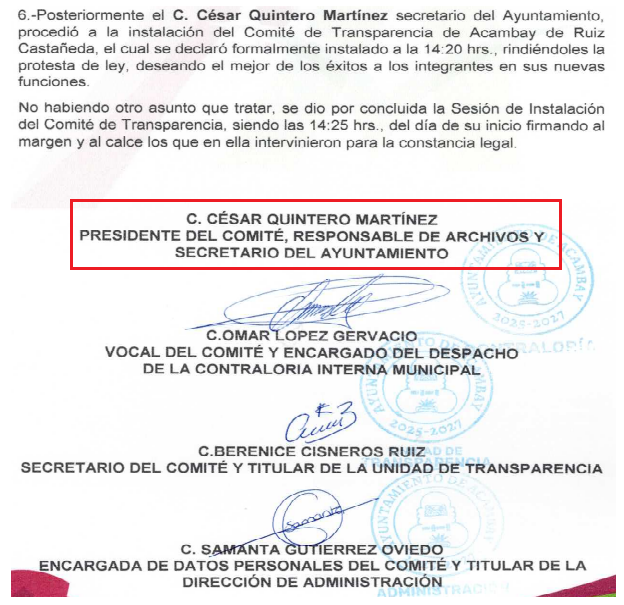 6.-Posteriormente el C. César Quintero Martínez secretario del Ayuntamiento,
procedió a la instalación del Comité de Transparencia de Acambay de Ruiz
Castañeda, el cual se declaró formalmente instalado a la 14:20 hrs., rindiéndoles la
protesta de ley, deseando el mejor de los éxitos a los integrantes en sus nuevas
funciones.
No habiendo otro asunto que tratar, se dio por concluida la Sesión de Instalación
del Comité de Transparencia, siendo las 14:25 hrs., del día de su inicio firmando al
margen y al calce los que en ella intervinieron para la constancia legal.
C. CÉSAR QUINTERO MARTÍNEZ
PRESIDENTE DEL COMITÉ, RESPONSABLE DE ARCHIVOS Y
SECRETARIO DEL AYUNTAMIENTO
AYUNTAMIENTO DE ACAMBAY
2025-2027
C.OMAR LOPEZ GERVACIO
VOCAL DEL COMITÉ Y ENCARGADO DEL DESPACHO
DE LA CONTRALORIA INTERNA MUNICIPAL
CONTRALORÍA
AYUNTAMIENTO DE ACAMBAY
2025-2027
C.BERENICE CISNEROS RUIZ
SECRETARIO DEL COMITÉ Y TITULAR DE LA UNIDAD DE TRANSPARENCIA
UNIDAD DE
TRANSPARENCIA
AYUNTAMIENTO DE ACAMBAY
2025-2027
Samanta
C. SAMANTA GUTIERREZ OVIEDO
ENCARGADA DE DATOS PERSONALES DEL COMITÉ Y TITULAR DE LA
DIRECCIÓN DE ADMINISTRACIÓN
ADMINISTRACIÓN